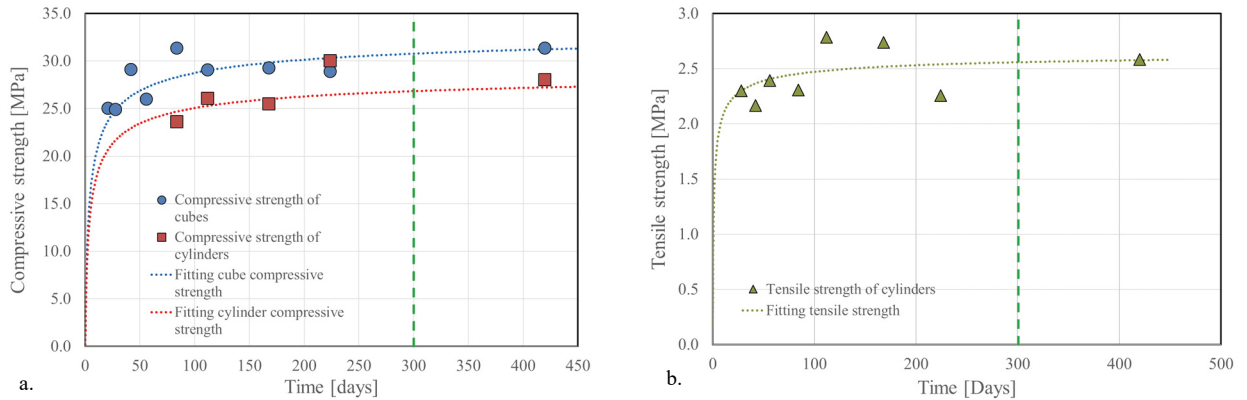 35.0
30.0
25.0
20.0
15.0
10.0
5.0
0.0
Compressive strength [MPa]
Compressive strength of
cubes
Compressive strength of
cylinders
Fitting cube compressive
strength
Fitting cylinder compressive
strength
0 50 100 150 200 250 300 350 400 450
Time [days]
a.
3.0
2.5
2.0
1.5
1.0
0.5
0.0
Tensile strength [MPa]
Tensile strength of cylinders
Fitting tensile strength
0 100 200 300 400 500
Time [Days]
b.